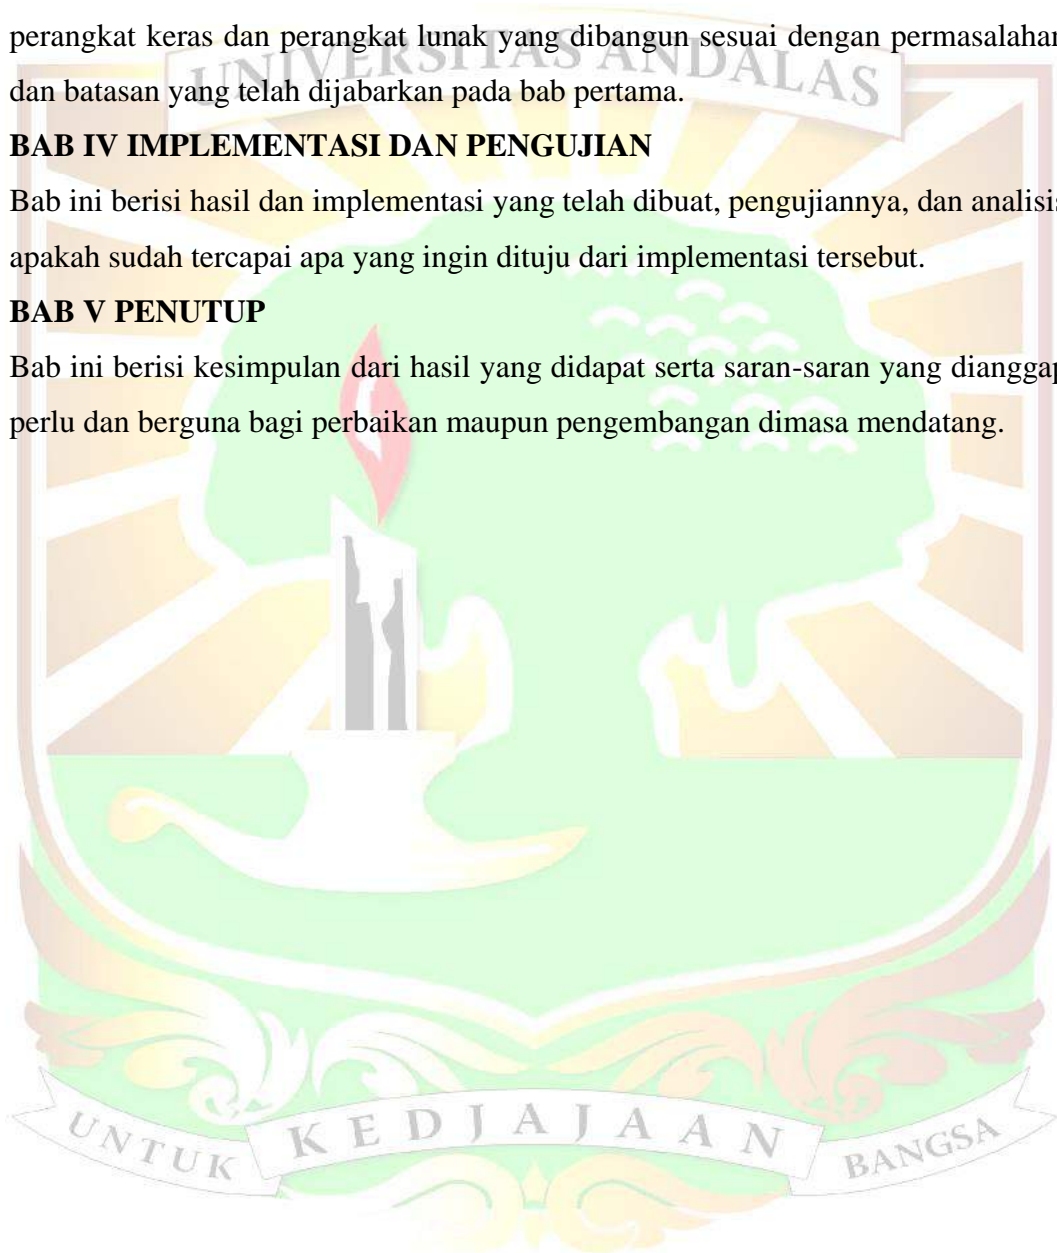 perangkat keras dan perangkat lunak yang dibangun sesuai dengan permasalahan
UNIVERSITAS ANDALAS
dan batasan yang telah dijabarkan pada bab pertama.
BAB IV IMPLEMENTASI DAN PENGUJIAN
Bab ini berisi hasil dan implementasi yang telah dibuat, pengujiannya, dan analisis
apakah sudah tercapai apa yang ingin dituju dari implementasi tersebut.
BAB V PENUTUP
Bab ini berisi kesimpulan dari hasil yang didapat serta saran-saran yang dianggap
perlu dan berguna bagi perbaikan maupun pengembangan dimasa mendatang.
UNTUK KEDJAJAAN BANGSA